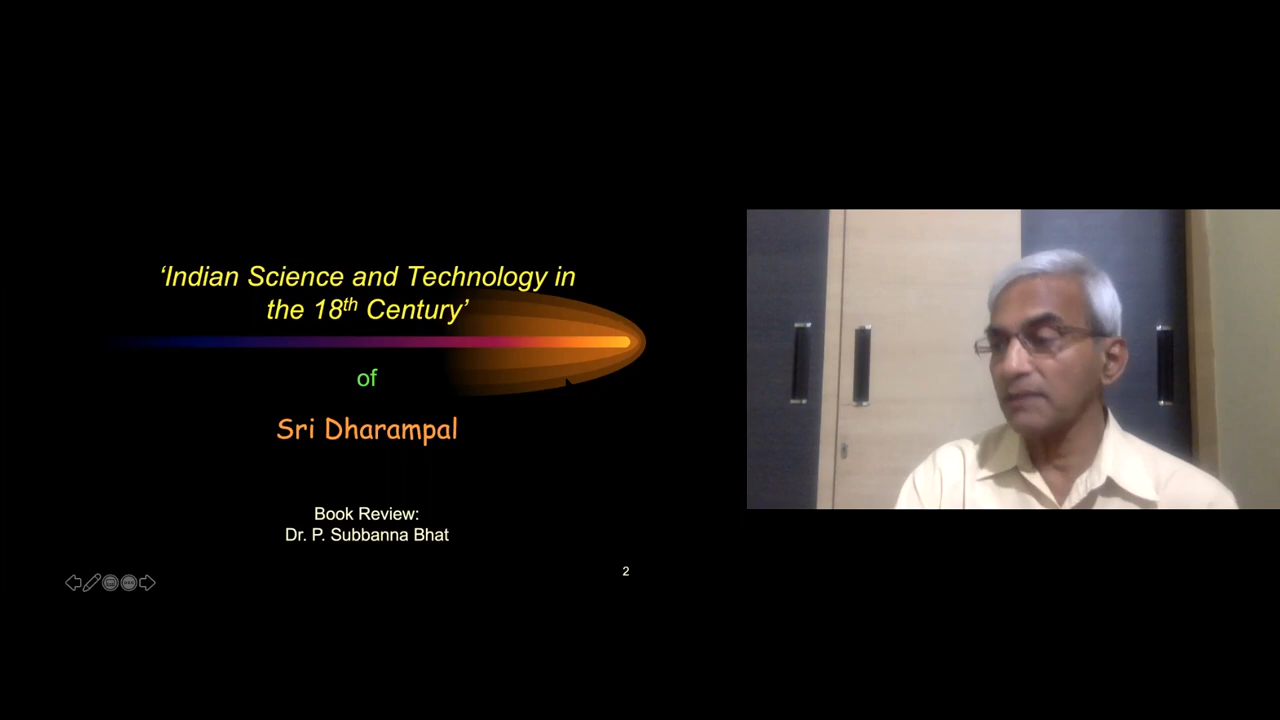 ‘Indian Science and Technology in
the 18th Century’
of
Sri Dharampal
Book Review:
Dr. P. Subbanna Bhat
2